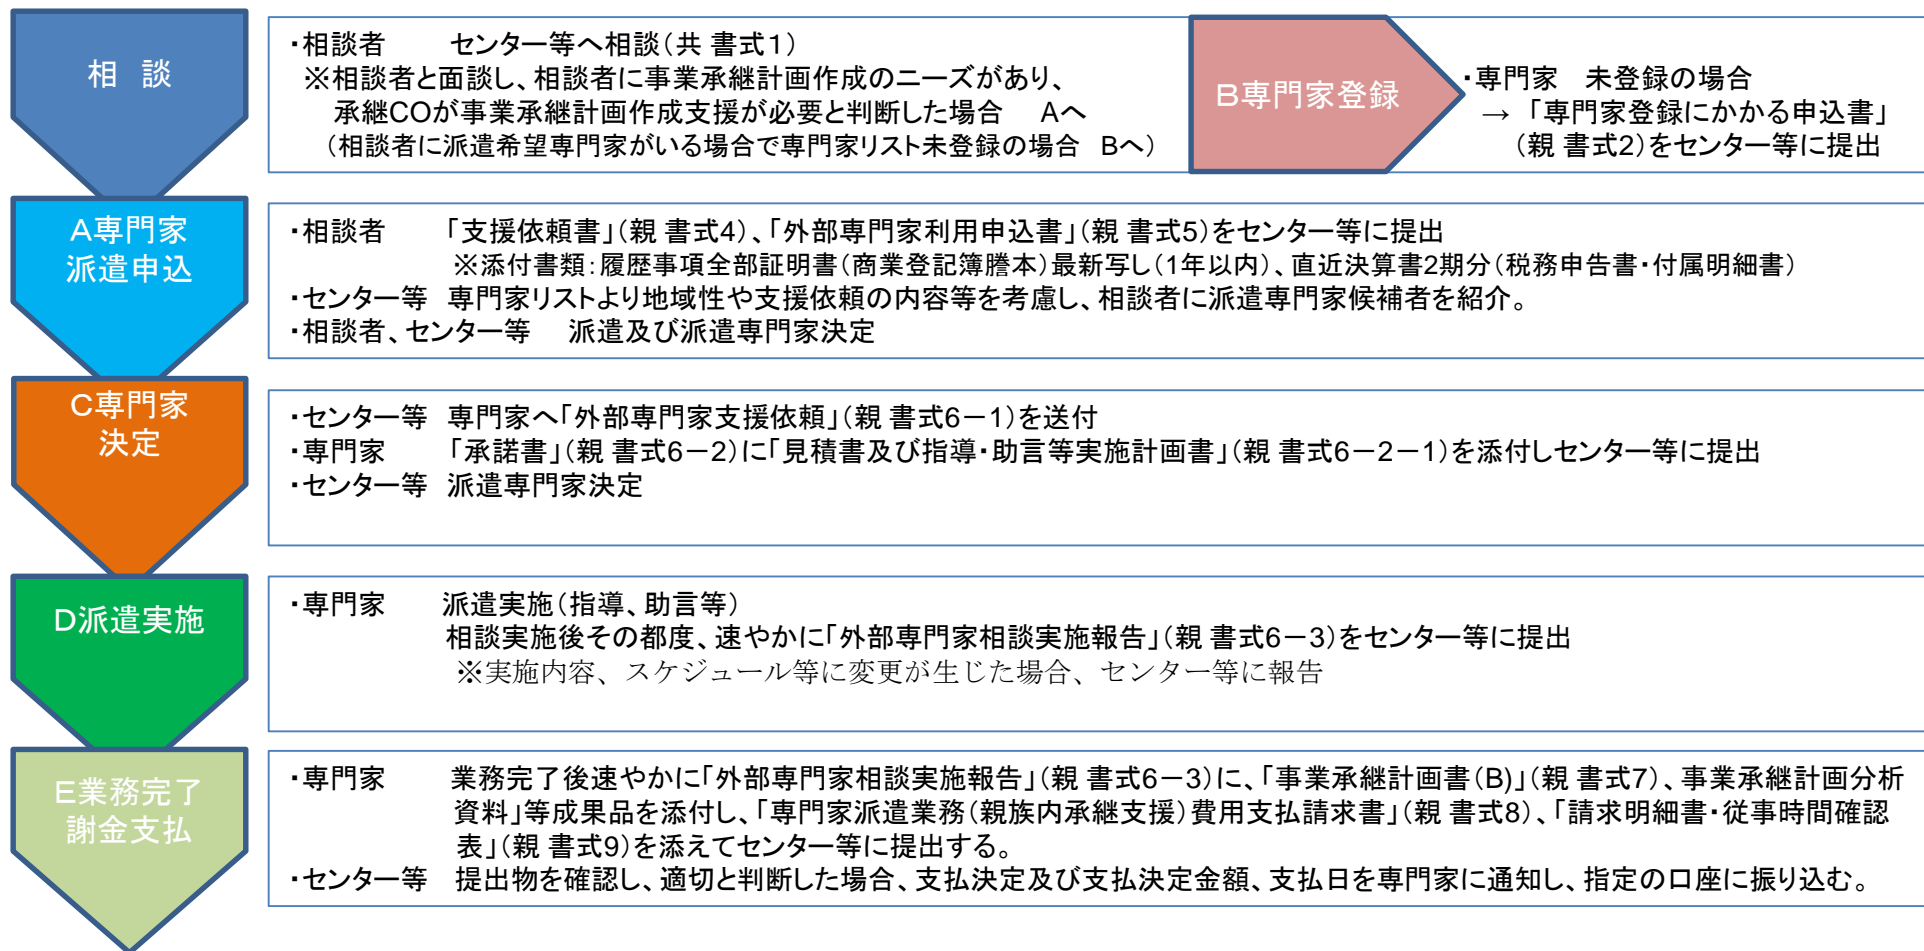 相　談
・相談者　　センター等へ相談（共 書式１）
※相談者と面談し、相談者に事業承継計画作成のニーズがあり、
承継COが事業承継計画作成支援が必要と判断した場合　Aへ
（相談者に派遣希望専門家がいる場合で専門家リスト未登録の場合　Bへ）
B専門家登録
・専門家　未登録の場合
→　「専門家登録にかかる申込書」
（親 書式2）をセンター等に提出
A専門家
派遣申込
・相談者　　「支援依頼書」（親 書式4）、「外部専門家利用申込書」（親 書式5）をセンター等に提出
※添付書類：履歴事項全部証明書（商業登記簿謄本）最新写し（1年以内）、直近決算書2期分（税務申告書・付属明細書）
・センター等　専門家リストより地域性や支援依頼の内容等を考慮し、相談者に派遣専門家候補者を紹介。
・相談者、センター等　派遣及び派遣専門家決定
C専門家
決定
・センター等　専門家へ「外部専門家支援依頼」（親 書式6－1）を送付
・専門家　　「承諾書」（親 書式6－2）に「見積書及び指導・助言等実施計画書」（親 書式6－2－1）を添付しセンター等に提出
・センター等　派遣専門家決定
D派遣実施
・専門家　　派遣実施（指導、助言等）
相談実施後その都度、速やかに「外部専門家相談実施報告」（親 書式6－3）をセンター等に提出
※実施内容、スケジュール等に変更が生じた場合、センター等に報告
E業務完了
謝金支払
・専門家　　業務完了後速やかに「外部専門家相談実施報告」（親 書式6－3）に、「事業承継計画書（B)」（親 書式7）、事業承継計画分析
資料」等成果品を添付し、「専門家派遣業務（親族内承継支援）費用支払請求書」（親 書式8）、「請求明細書・従事時間確認
表」（親 書式9）を添えてセンター等に提出する。
・センター等　提出物を確認し、適切と判断した場合、支払決定及び支払決定金額、支払日を専門家に通知し、指定の口座に振り込む。